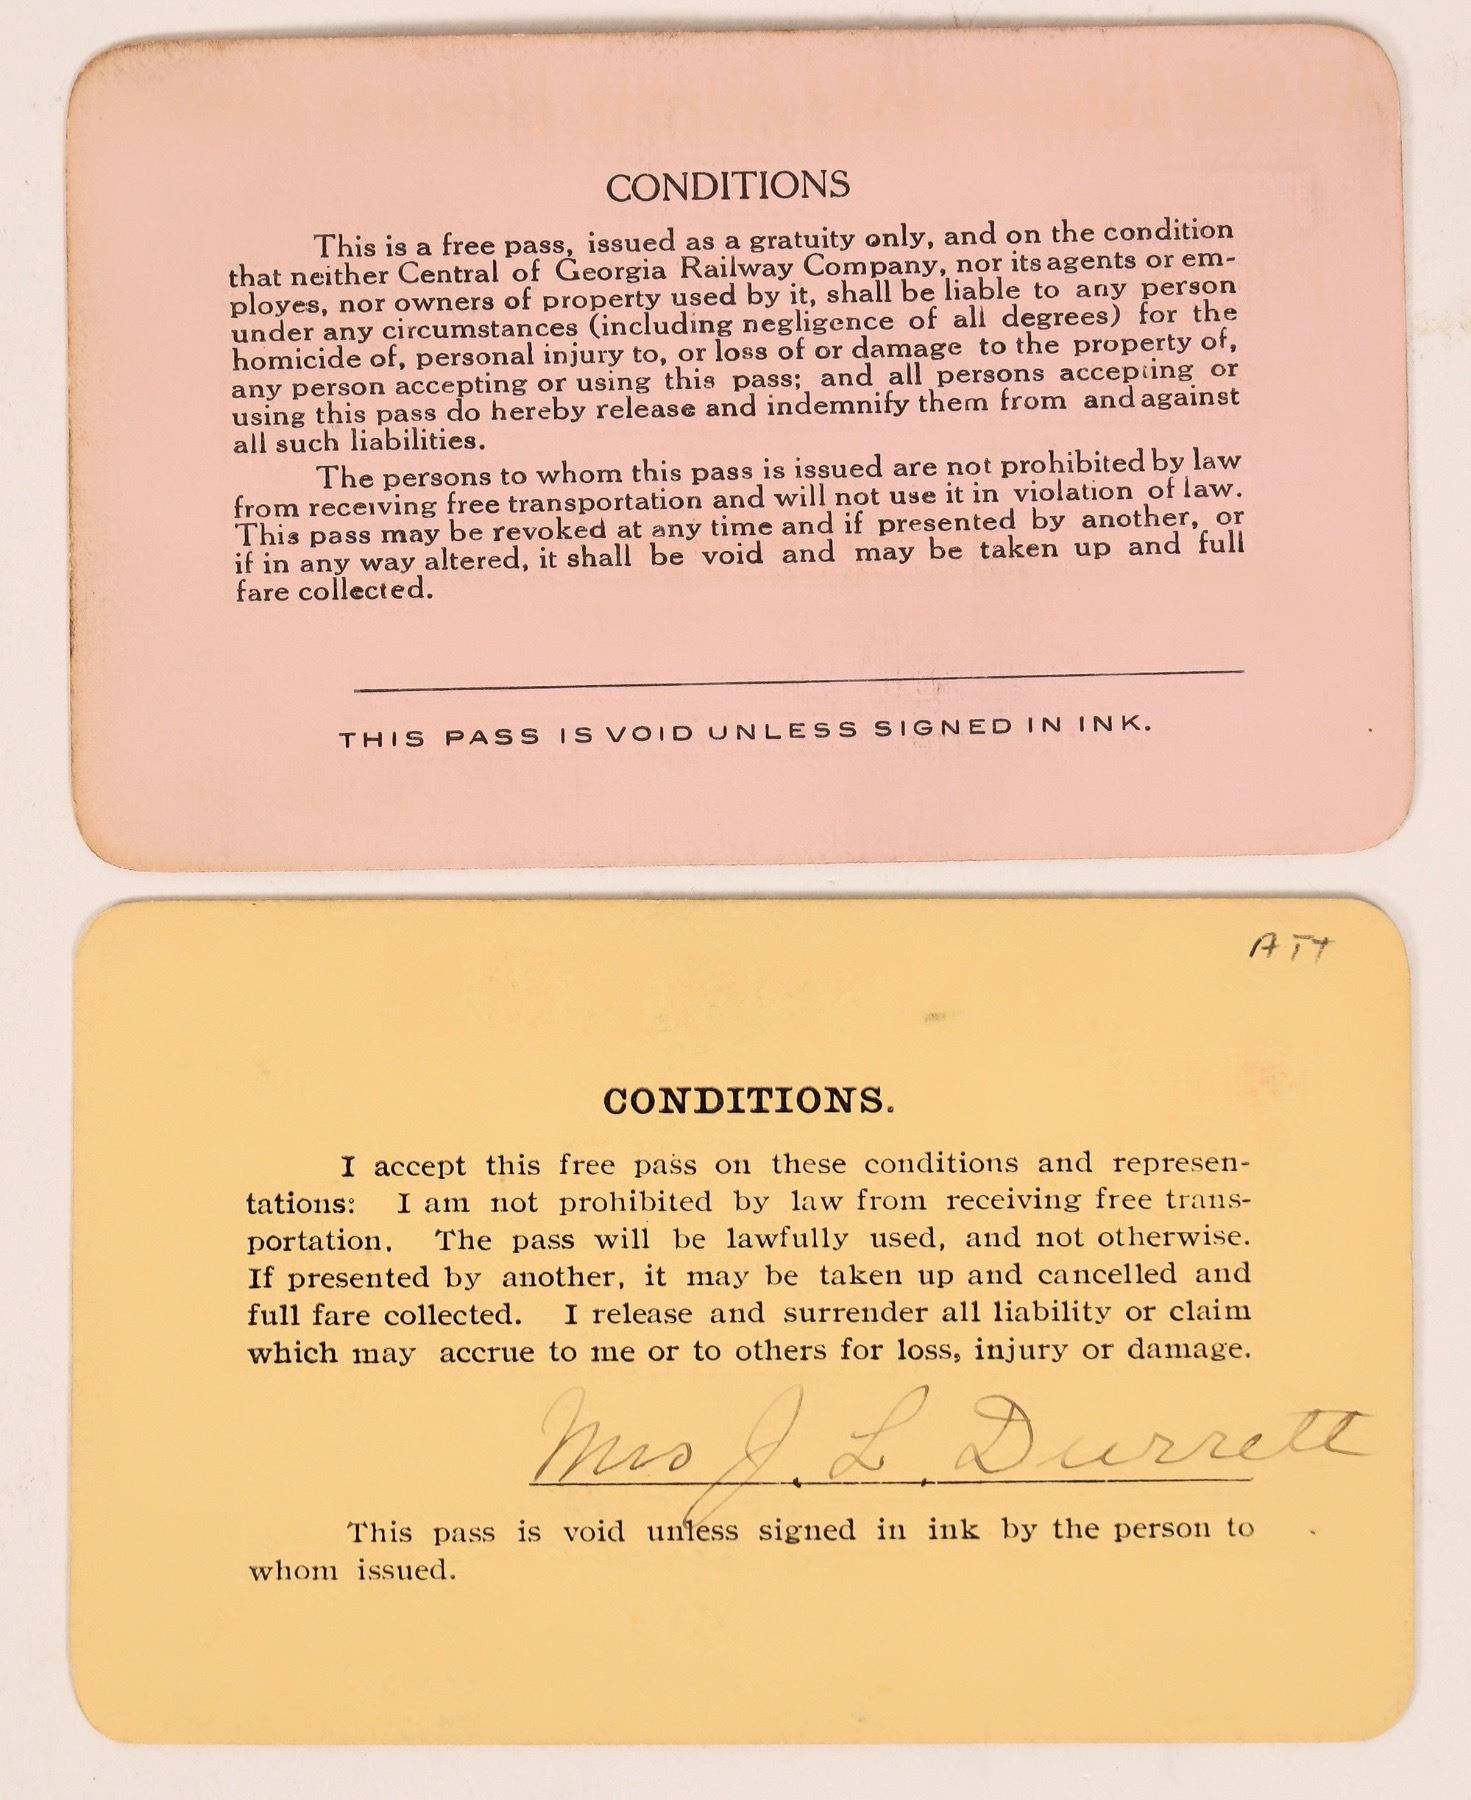 CONDITIONS
This is a free pass, issued as a gratuity only, and on the condition
that neither Central of Georgia Railway Company, nor its agents or em-
ployes, nor owners of property used by it, shall be liable to any person
under any circumstances (including negligence of all degrees) for the
homicide of, personal injury to, or loss of or damage to the property of,
any person accepting or using this pass; and all persons accepting or
using this pass do hereby release and indemnify them from and against
all such liabilities.
The persons to whom this pass is issued are not prohibited by law
from receiving free transportation and will not use it in violation of law.
This pass may be revoked at any time and if presented by another, or
if in any way altered, it shall be void and may be taken up and full
fare collected.
THIS PASS IS VOID UNLESS SIGNED IN INK.
ATT
CONDITIONS.
I accept this free pass on these conditions and represen-
tations: I am not prohibited by law from receiving free trans-
portation. The pass will be lawfully used, and not otherwise.
If presented by another, it may be taken up and cancelled and
full fare collected. I release and surrender all liability or claim
which may accrue to me or to others for loss, injury or damage.
Mrs J. L. Durrett
This pass is void unless signed in ink by the person to
whom issued.